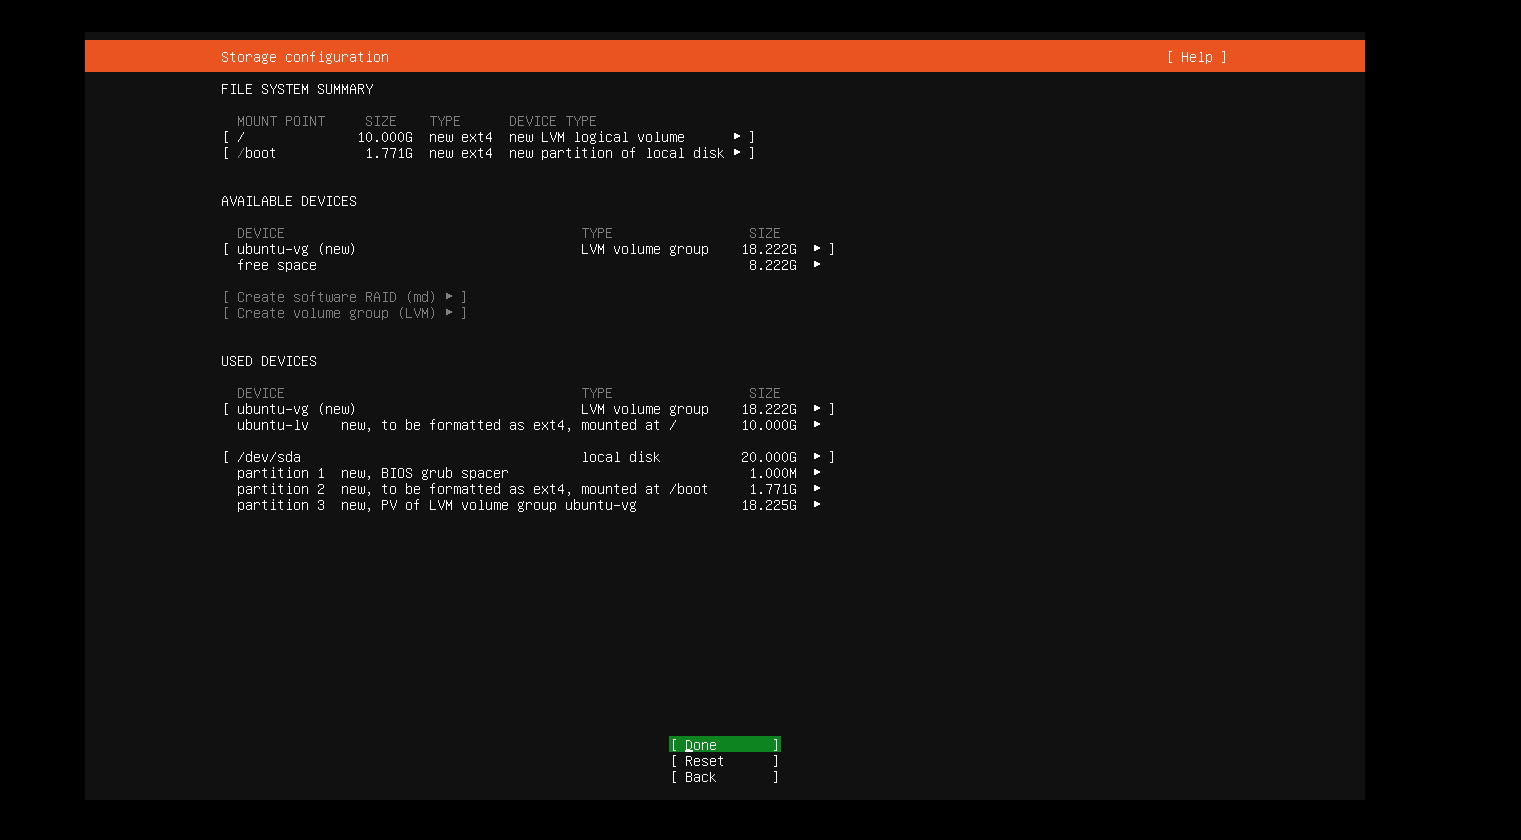 Storage configuration [ Help ]
FILE SYSTEM SUMMARY
MOUNT POINT SIZE TYPE DEVICE TYPE
[ / 10.000G new ext4 new LVM logical volume ▸ ]
[ /boot 1.771G new ext4 new partition of local disk ▸ ]
AVAILABLE DEVICES
DEVICE TYPE SIZE
[ ubuntu-vg (new) LVM volume group 18.222G ▸ ]
free space 8.222G ▸
[ Create software RAID (md) ▸ ]
[ Create volume group (LVM) ▸ ]
USED DEVICES
DEVICE TYPE SIZE
[ ubuntu-vg (new) LVM volume group 18.222G ▸ ]
ubuntu-lv new, to be formatted as ext4, mounted at / 10.000G ▸
[ /dev/sda local disk 20.000G ▸ ]
partition 1 new, BIOS grub spacer 1.000M ▸
partition 2 new, to be formatted as ext4, mounted at /boot 1.771G ▸
partition 3 new, PV of LVM volume group ubuntu-vg 18.225G ▸
[ Done ]
[ Reset ]
[ Back ]